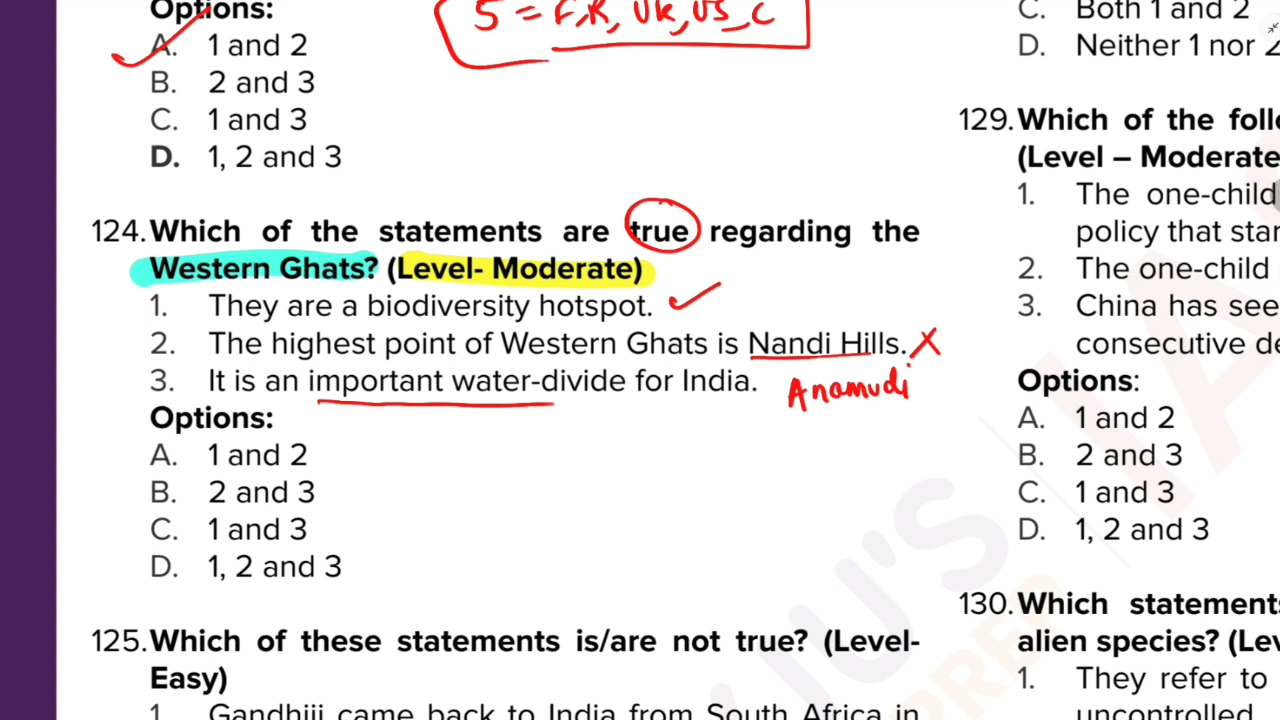 Options:
A. 1 and 2
B. 2 and 3
C. 1 and 3
D. 1, 2 and 3
124. Which of the statements are true regarding the
Western Ghats? (Level- Moderate)
1. They are a biodiversity hotspot.
2. The highest point of Western Ghats is Nandi Hills. X
3. It is an important water-divide for India. Anamudi
Options:
A. 1 and 2
B. 2 and 3
C. 1 and 3
D. 1, 2 and 3
125. Which of these statements is/are not true? (Level-
Easy)
1. Gandhiji came back to India from South Africa in
5 = F, R, UK, US, C
C. Both 1 and 2
D. Neither 1 nor 2
129. Which of the foll
(Level – Moderate
1. The one-child
policy that star
2. The one-child
3. China has see
consecutive de
Options:
A. 1 and 2
B. 2 and 3
C. 1 and 3
D. 1, 2 and 3
130. Which statements
alien species? (Lev
1. They refer to
uncontrolled